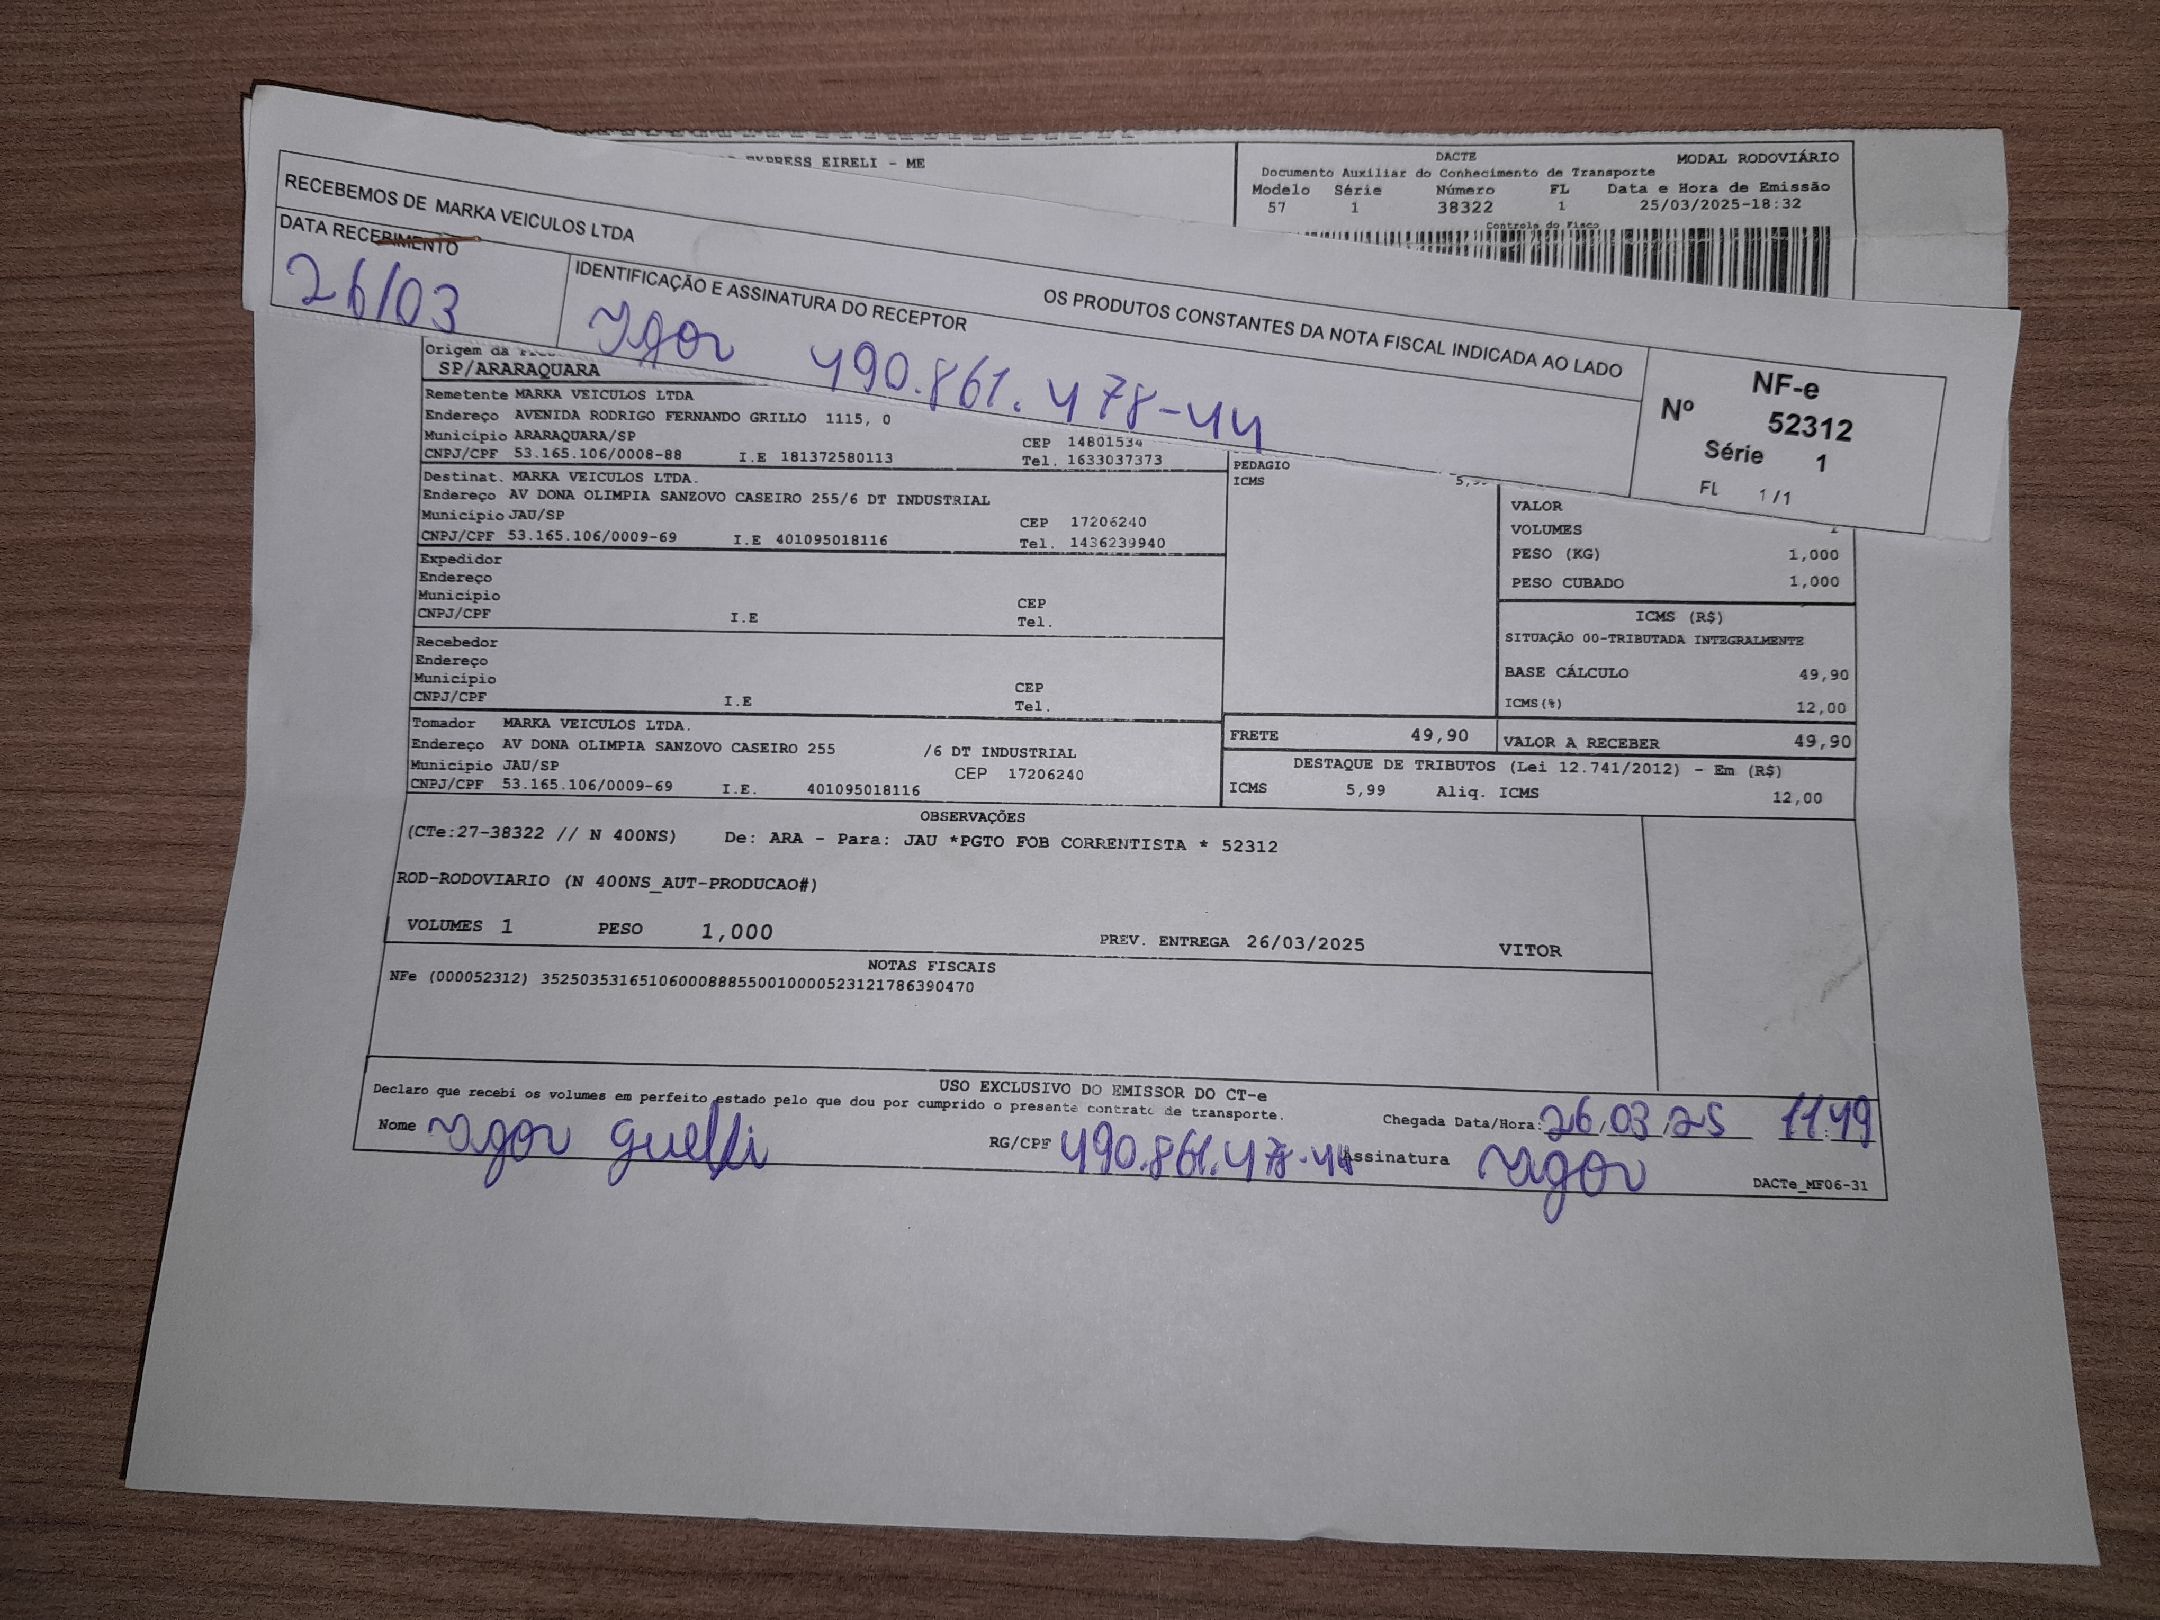 EXPRESS EIRELI - ME
DACTE MODAL RODOVIÁRIO
Documento Auxiliar do Conhecimento de Transporte
Modelo Série Número FL Data e Hora de Emissão
57 1 38322 1 25/03/2025-18:32
Controle do Fisco
RECEBEMOS DE MARKA VEICULOS LTDA
OS PRODUTOS CONSTANTES DA NOTA FISCAL INDICADA AO LADO
DATA RECEBIMENTO
26/03
IDENTIFICAÇÃO E ASSINATURA DO RECEPTOR
Igor 490.861.478-44
NF-e
Nº 52312
Série 1
FL 1/1
Origem da
SP/ARARAQUARA
Remetente MARKA VEICULOS LTDA
Endereço AVENIDA RODRIGO FERNANDO GRILLO 1115, 0
Município ARARAQUARA/SP CEP 14801534
CNPJ/CPF 53.165.106/0008-88 I.E 181372580113 Tel. 1633037373
Destinat. MARKA VEICULOS LTDA.
Endereço AV DONA OLIMPIA SANZOVO CASEIRO 255/6 DT INDUSTRIAL
Município JAU/SP CEP 17206240
CNPJ/CPF 53.165.106/0009-69 I.E 401095018116 Tel. 1436239940
Expedidor
Endereço
Município CEP
CNPJ/CPF I.E Tel.
Recebedor
Endereço
Município CEP
CNPJ/CPF I.E Tel.
Tomador MARKA VEICULOS LTDA.
Endereço AV DONA OLIMPIA SANZOVO CASEIRO 255 /6 DT INDUSTRIAL
Município JAU/SP CEP 17206240
CNPJ/CPF 53.165.106/0009-69 I.E. 401095018116
PEDAGIO
ICMS
VALOR
VOLUMES 1
PESO (KG) 1,000
PESO CUBADO 1,000
ICMS (R$)
SITUAÇÃO 00-TRIBUTADA INTEGRALMENTE
BASE CÁLCULO 49,90
ICMS(%) 12,00
FRETE 49,90 VALOR A RECEBER 49,90
DESTAQUE DE TRIBUTOS (Lei 12.741/2012) - Em (R$)
ICMS 5,99 Aliq. ICMS 12,00
OBSERVAÇÕES
(CTe:27-38322 // N 400NS) De: ARA - Para: JAU *PGTO FOB CORRENTISTA * 52312
ROD-RODOVIARIO (N 400NS_AUT-PRODUCAO#)
VOLUMES 1 PESO 1,000 PREV. ENTREGA 26/03/2025 VITOR
NOTAS FISCAIS
NFe (000052312) 35250353165106000888550010000523121786390470
USO EXCLUSIVO DO EMISSOR DO CT-e
Declaro que recebi os volumes em perfeito estado pelo que dou por cumprido o presente contrato de transporte.
Chegada Data/Hora: 26/03/25 11:49
Nome Igor Guelfi RG/CPF 490.861.478-44 Assinatura Igor
DACTe_MF06-31